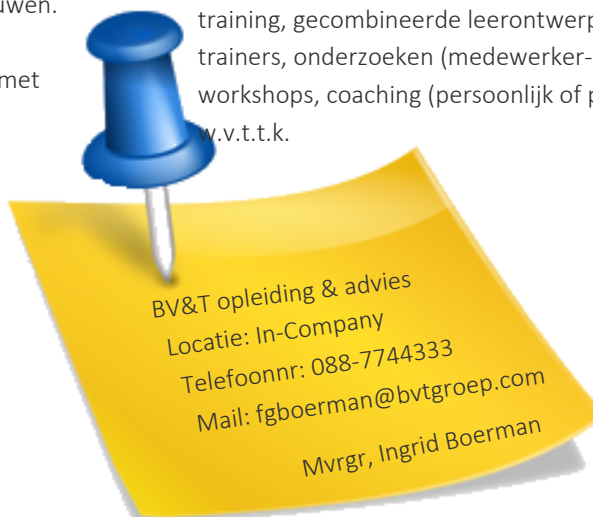 uwen.
met
training, gecombineerde leerontwerp
trainers, onderzoeken (medewerker-
workshops, coaching (persoonlijk of p
w.v.t.t.k.
BV&T opleiding & advies
Locatie: In-Company
Telefoonnr: 088-7744333
Mail: fgboerman@bvtgroep.com
Mvrgr, Ingrid Boerman